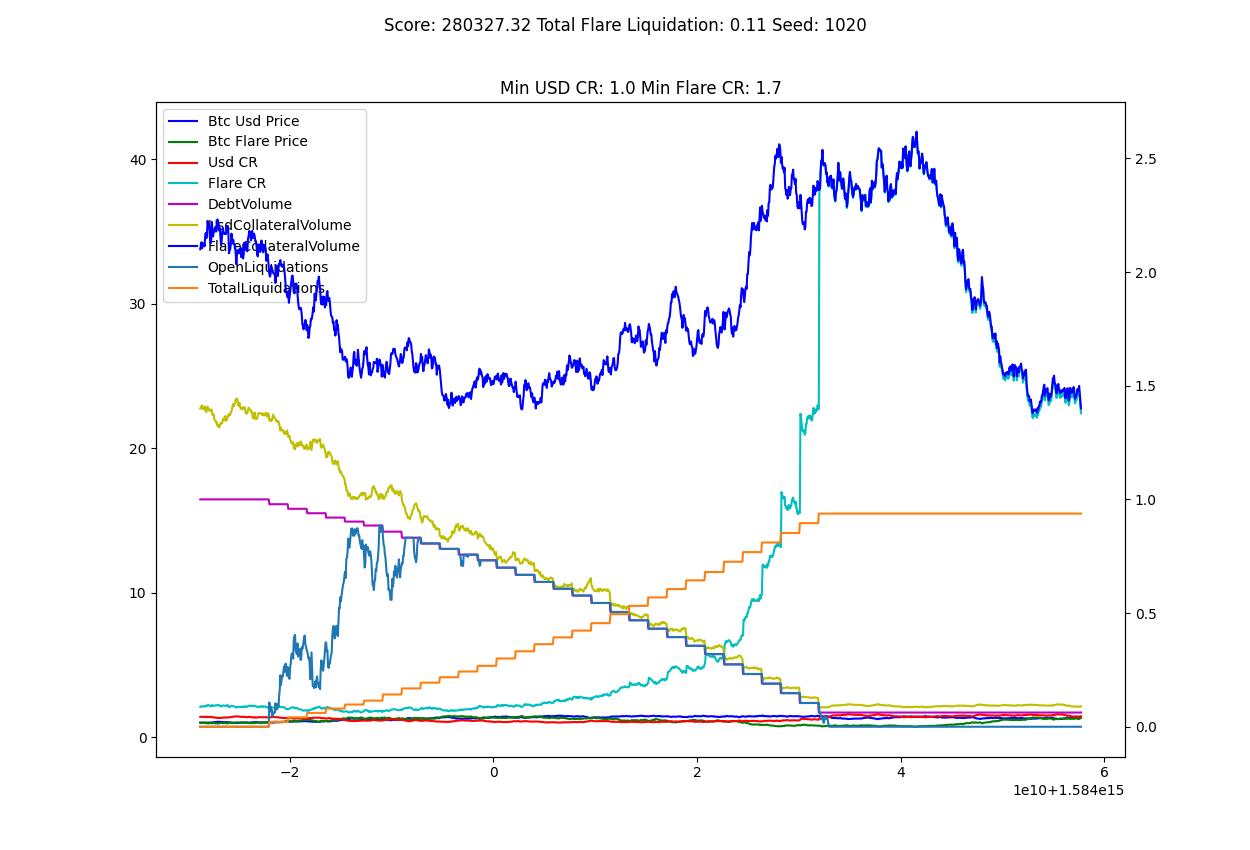 Score: 280327.32 Total Flare Liquidation: 0.11 Seed: 1020
Min USD CR: 1.0 Min Flare CR: 1.7
Btc Usd Price
Btc Flare Price
Usd CR
Flare CR
DebtVolume
UsdCollateralVolume
FlareCollateralVolume
OpenLiquidations
TotalLiquidations
40
30
20
10
0
2.5
2.0
1.5
1.0
0.5
0.0
−2
0
2
4
6
1e10+1.584e15